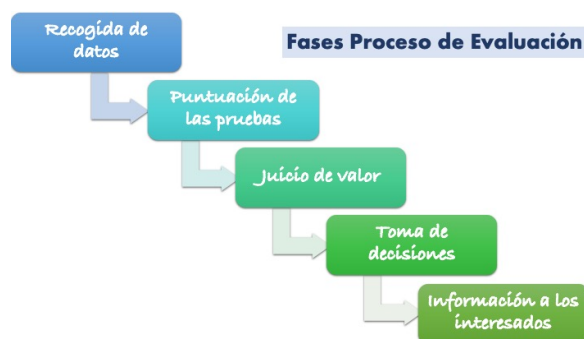 Recogida de
datos
Fases Proceso de Evaluación
Puntuación de
las pruebas
Juicio de valor
Toma de
decisiones
Información a los
interesados